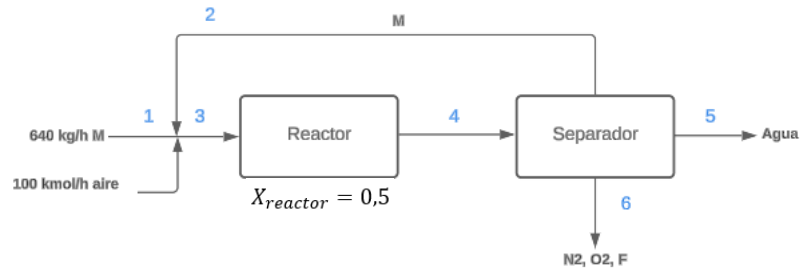 2
M
1
3
4
5
640 kg/h M
Reactor
Separador
Agua
100 kmol/h aire
X_reactor = 0,5
6
N2, O2, F